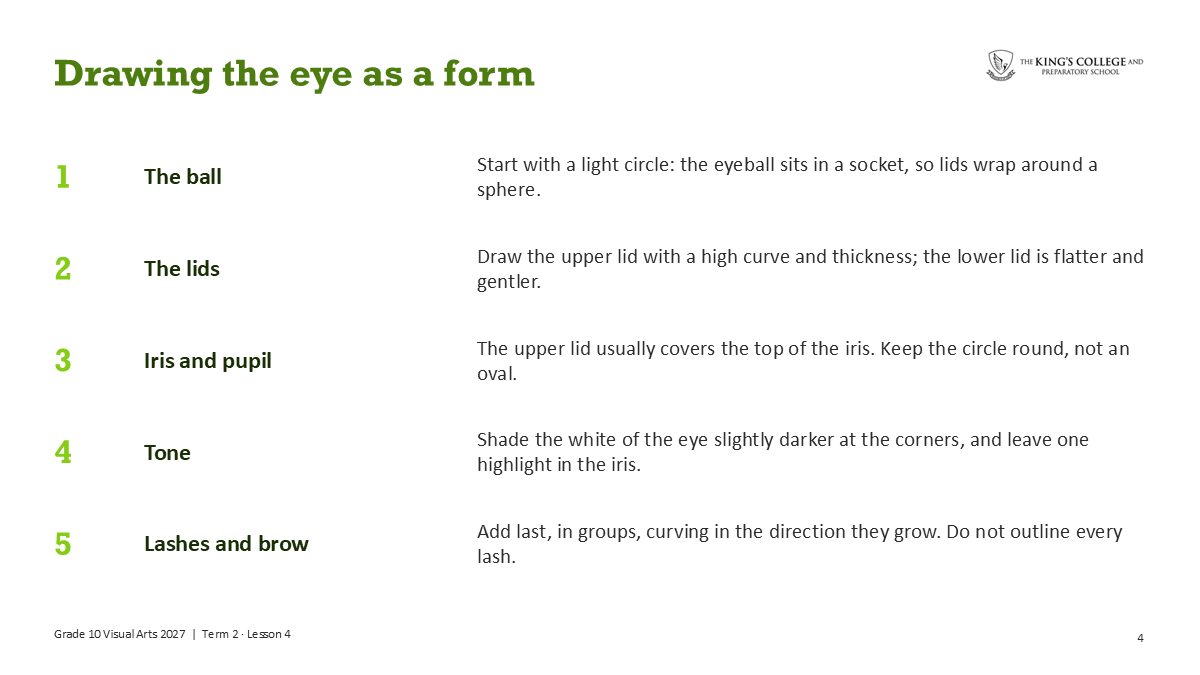 Drawing the eye as a form
THE KING'S COLLEGE AND
PREPARATORY SCHOOL
1
The ball
Start with a light circle: the eyeball sits in a socket, so lids wrap around a
sphere.
2
The lids
Draw the upper lid with a high curve and thickness; the lower lid is flatter and
gentler.
3
Iris and pupil
The upper lid usually covers the top of the iris. Keep the circle round, not an
oval.
4
Tone
Shade the white of the eye slightly darker at the corners, and leave one
highlight in the iris.
5
Lashes and brow
Add last, in groups, curving in the direction they grow. Do not outline every
lash.
Grade 10 Visual Arts 2027 | Term 2 · Lesson 4
4